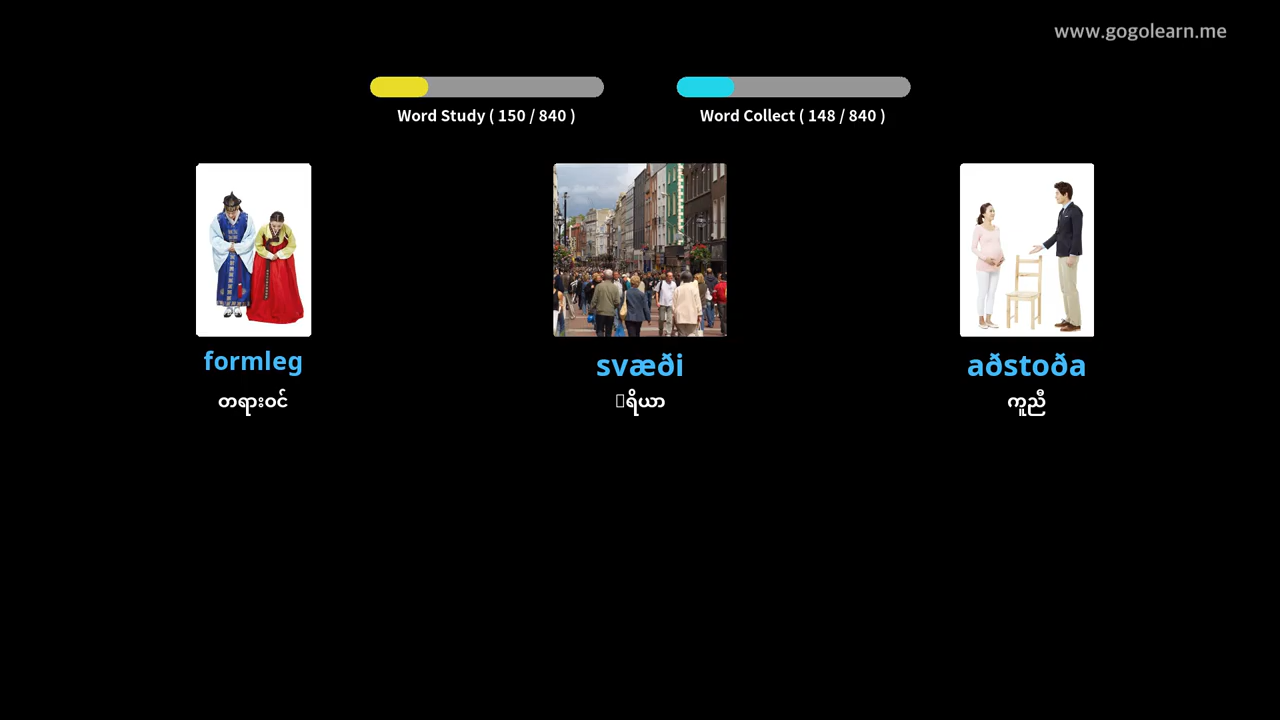 www.gogolearn.me
Word Study ( 150 / 840 )
Word Collect ( 148 / 840 )
formleg
svæði
aðstoða
တရားဝင်
ရိယာ
ကူညီ